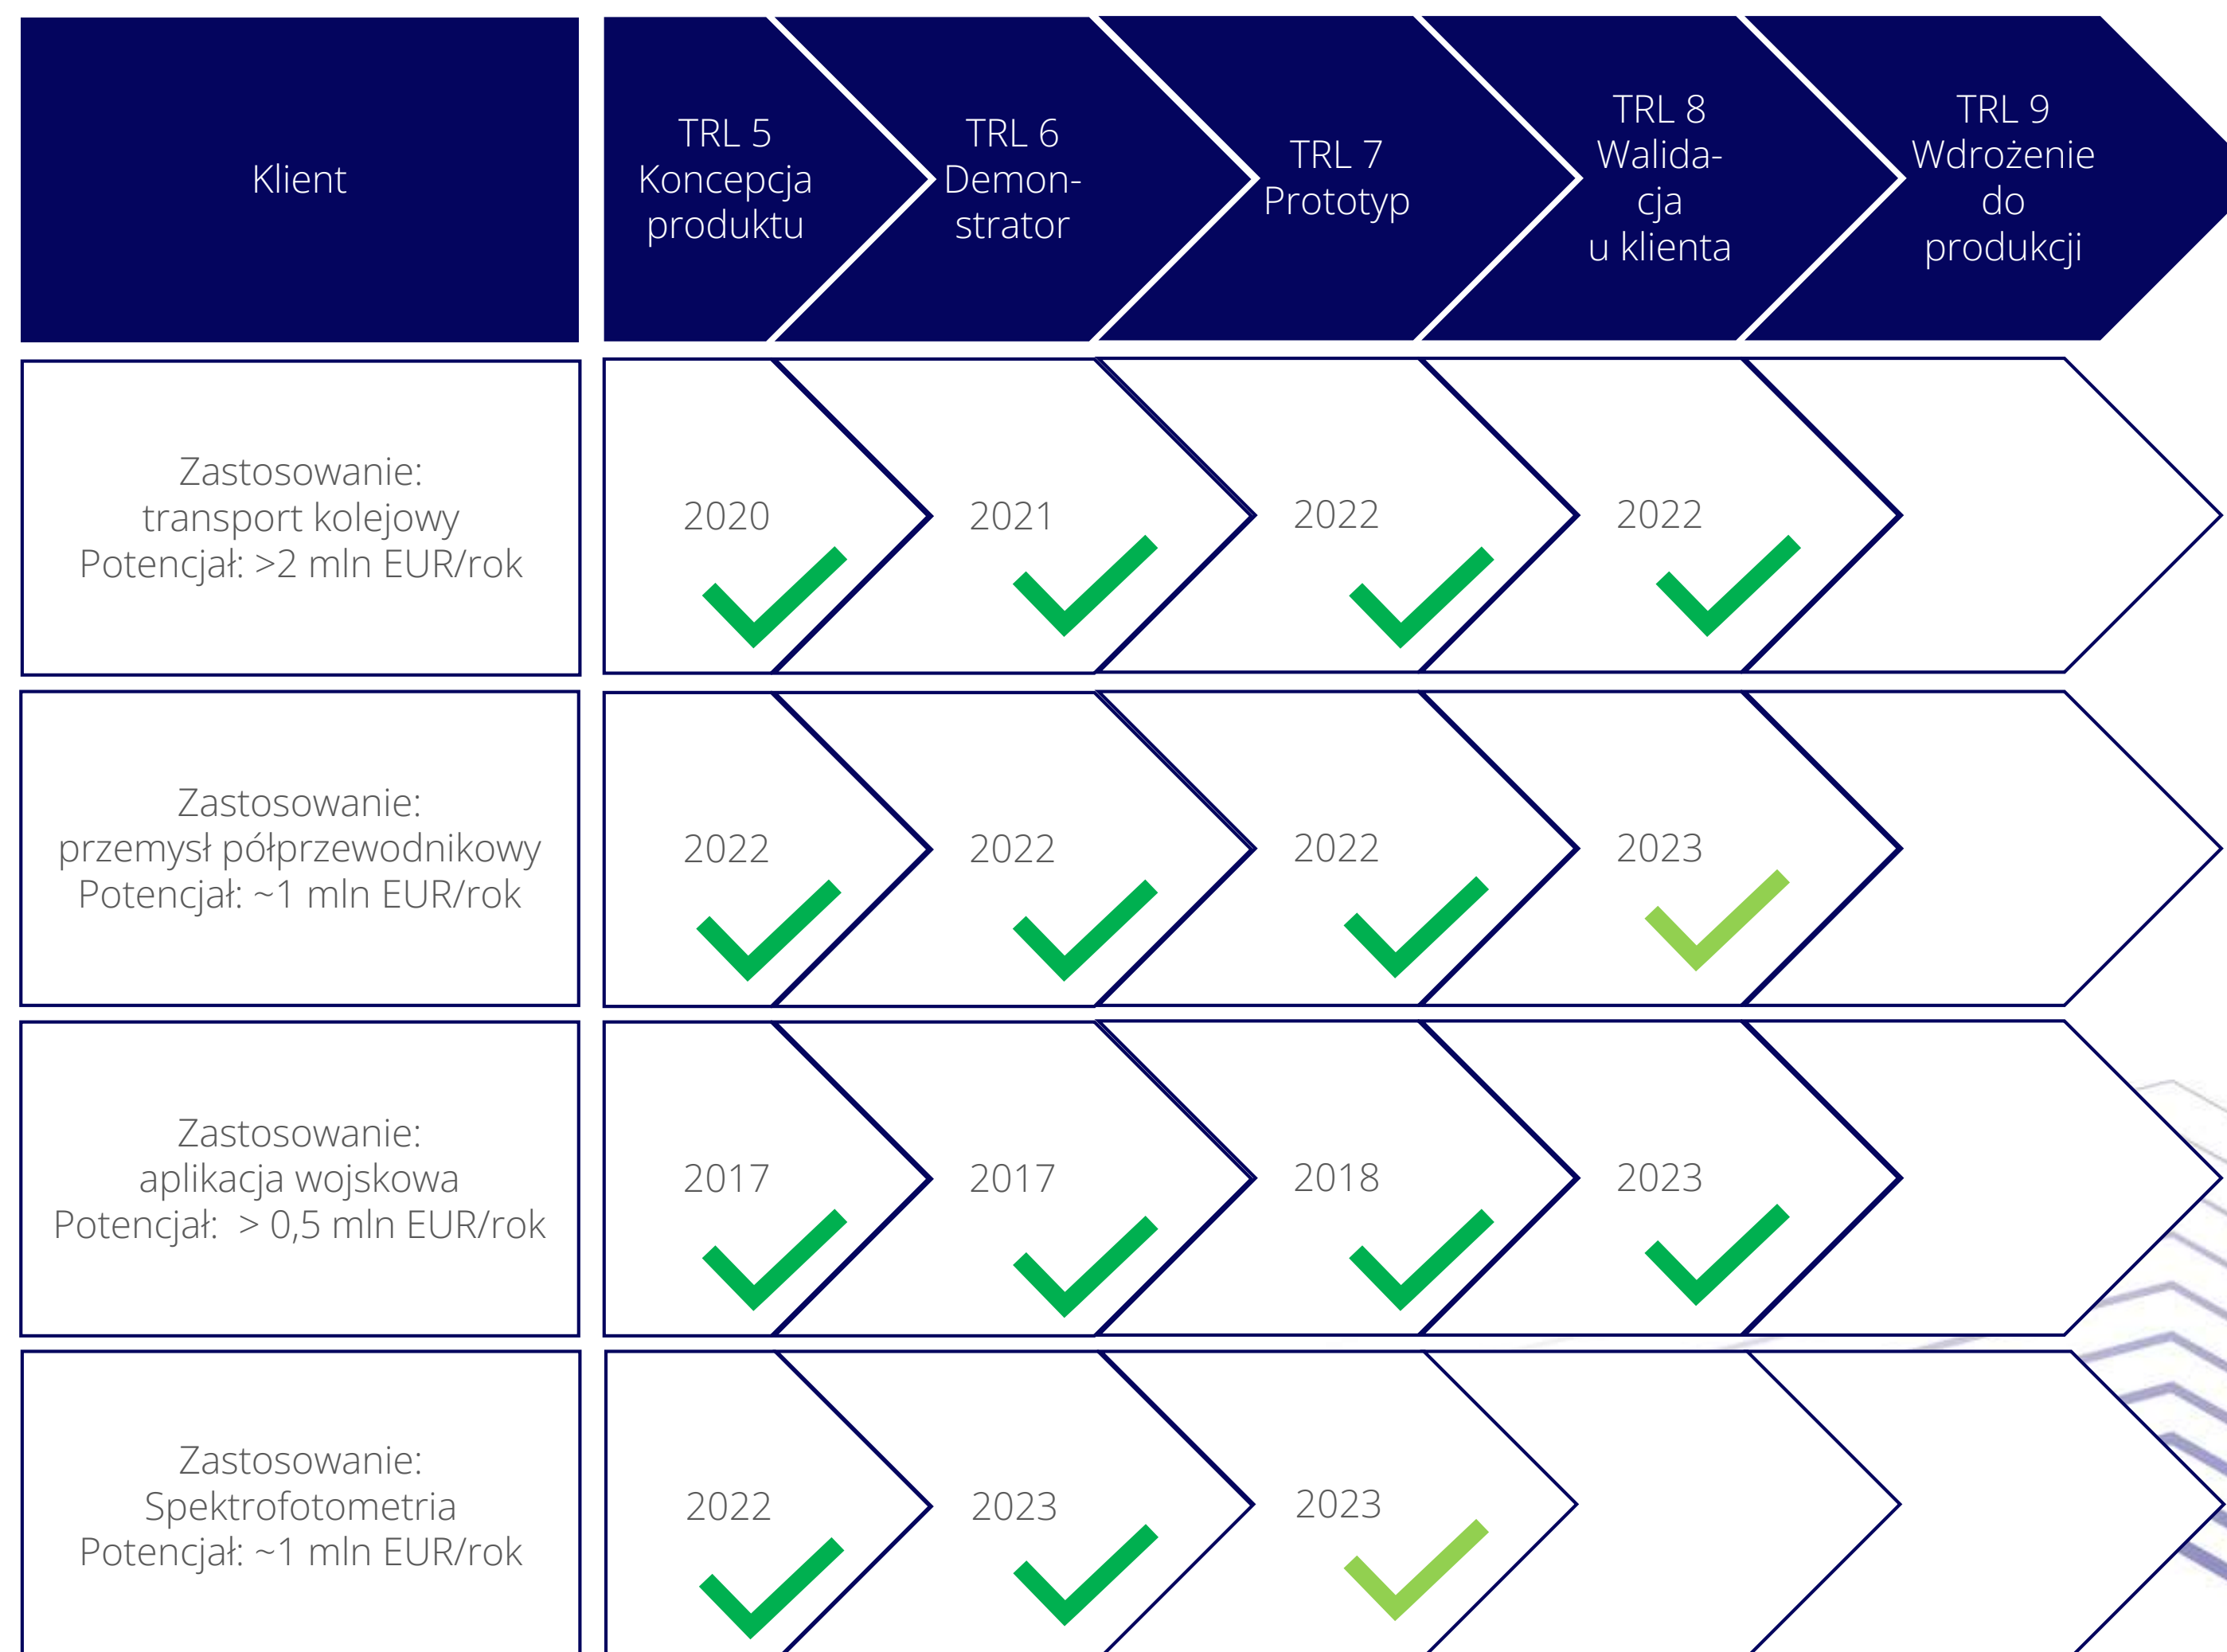 Klient
TRL 5
Koncepcja
produktu
TRL 6
Demon-
strator
TRL 7
Prototyp
TRL 8
Walida-
cja
u klienta
TRL 9
Wdrożenie
do
produkcji
Zastosowanie:
transport kolejowy
Potencjał: >2 mln EUR/rok
2020
2021
2022
2022
Zastosowanie:
przemysł półprzewodnikowy
Potencjał: ~1 mln EUR/rok
2022
2022
2022
2023
Zastosowanie:
aplikacja wojskowa
Potencjał:  > 0,5 mln EUR/rok
2017
2017
2018
2023
Zastosowanie:
Spektrofotometria
Potencjał: ~1 mln EUR/rok
2022
2023
2023